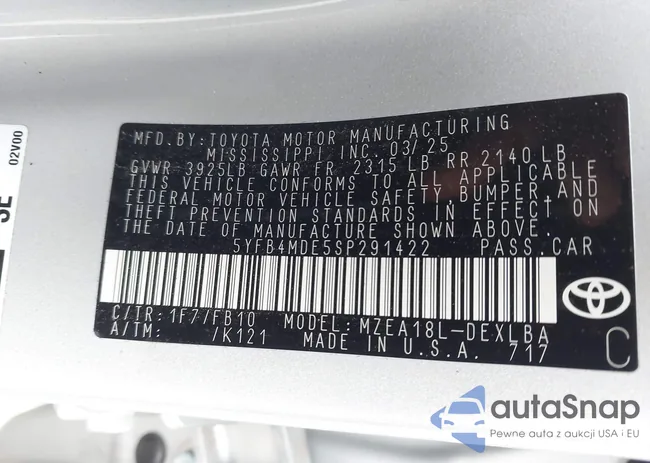 MFD. BY: TOYOTA MOTOR MANUFACTURING
MISSISSIPPI INC. 03/25
GVWR 3925LB GAWR FR 2315 LB RR 2140 LB
THIS VEHICLE CONFORMS TO ALL APPLICABLE
FEDERAL MOTOR VEHICLE SAFETY, BUMPER AND
THEFT PREVENTION STANDARDS IN EFFECT ON
THE DATE OF MANUFACTURE SHOWN ABOVE.
5YFB4MDE5SP291422 PASS. CAR
C/TR: 1F7/FB10 MODEL: MZEA18L-DEXLBA
A/TM: /K121 MADE IN U.S.A. 717
C
02V00
autaSnap
Pewne auta z aukcji USA i EU